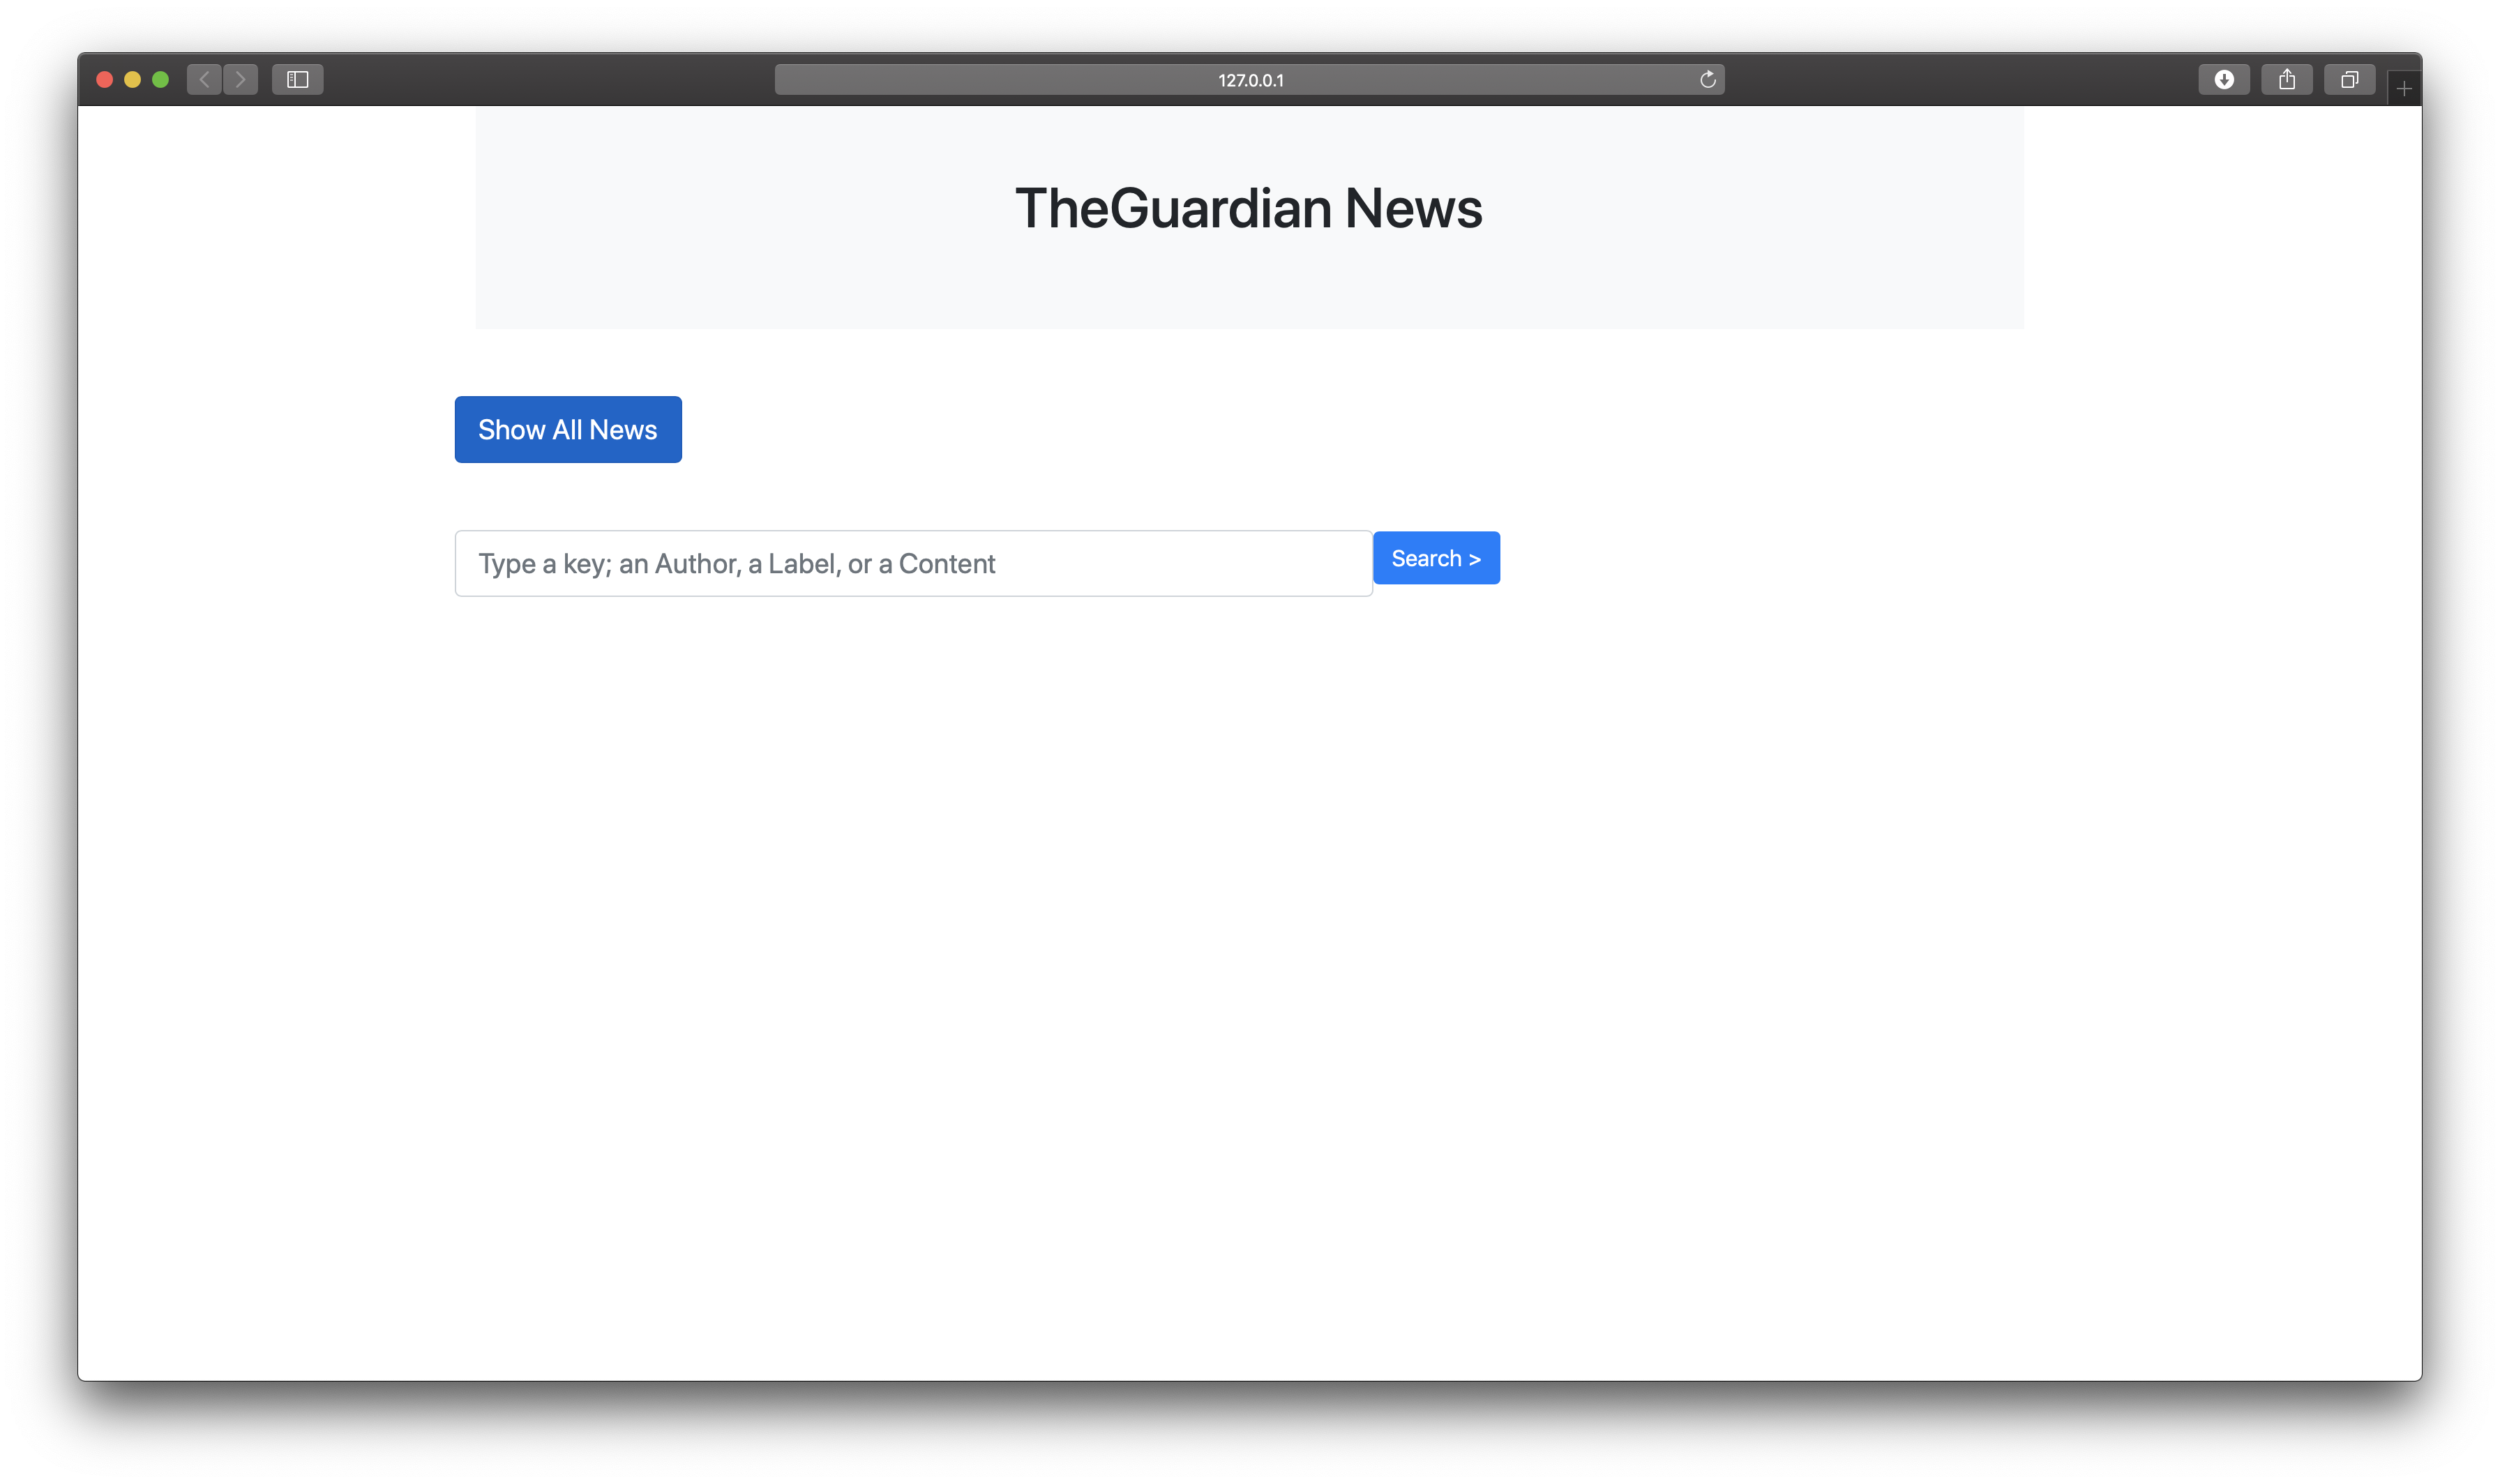 127.0.0.1
TheGuardian News
Show All News
Type a key; an Author, a Label, or a Content
Search >